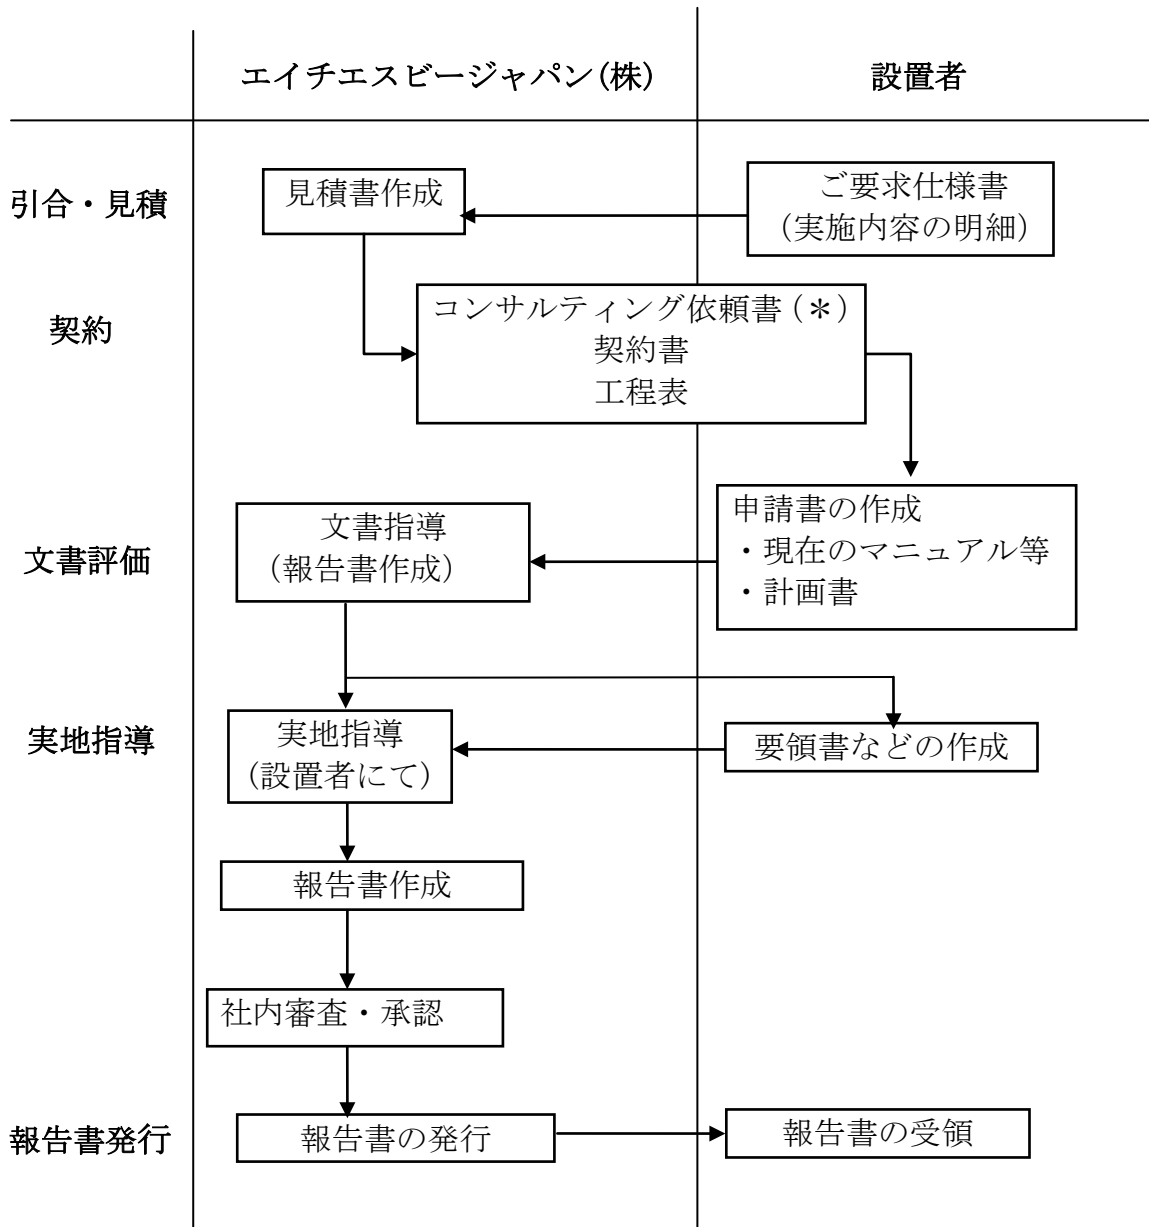 エイチエスビージャパン(株)
設置者
引合・見積
見積書作成
ご要求仕様書
（実施内容の明細）
契約
コンサルティング依頼書（＊）
契約書
工程表
文書評価
文書指導
（報告書作成）
申請書の作成
・現在のマニュアル等
・計画書
実地指導
実地指導
（設置者にて）
要領書などの作成
報告書作成
社内審査・承認
報告書発行
報告書の発行
報告書の受領